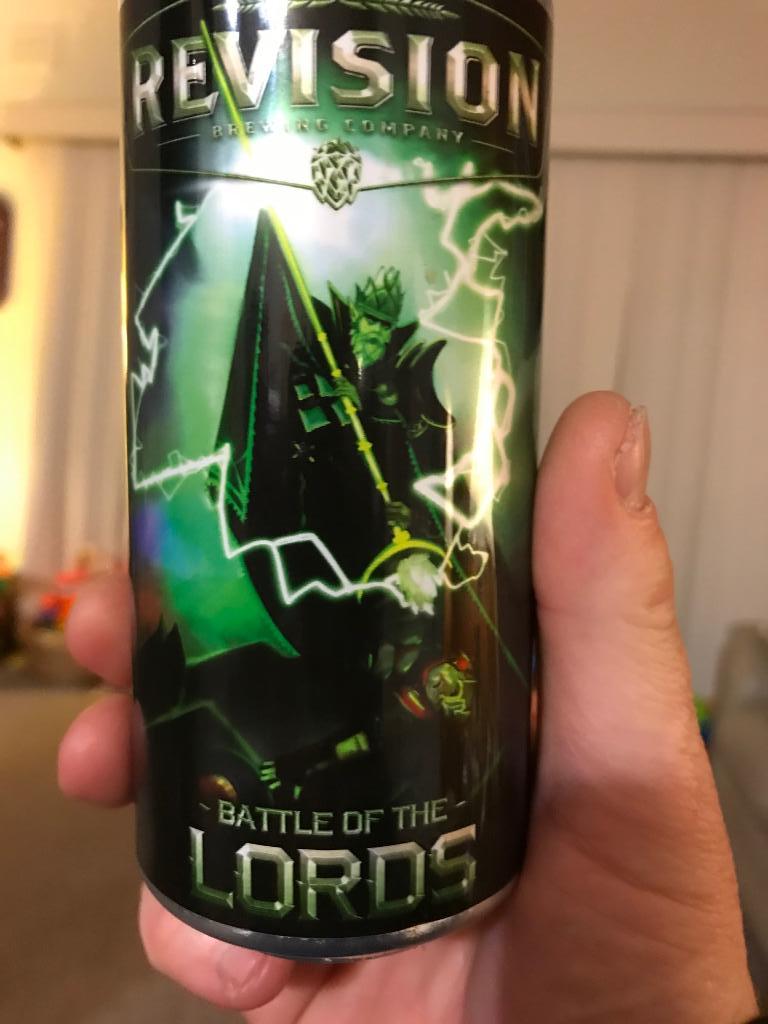 REVISION
BREWING COMPANY
- BATTLE OF THE -
LORDS